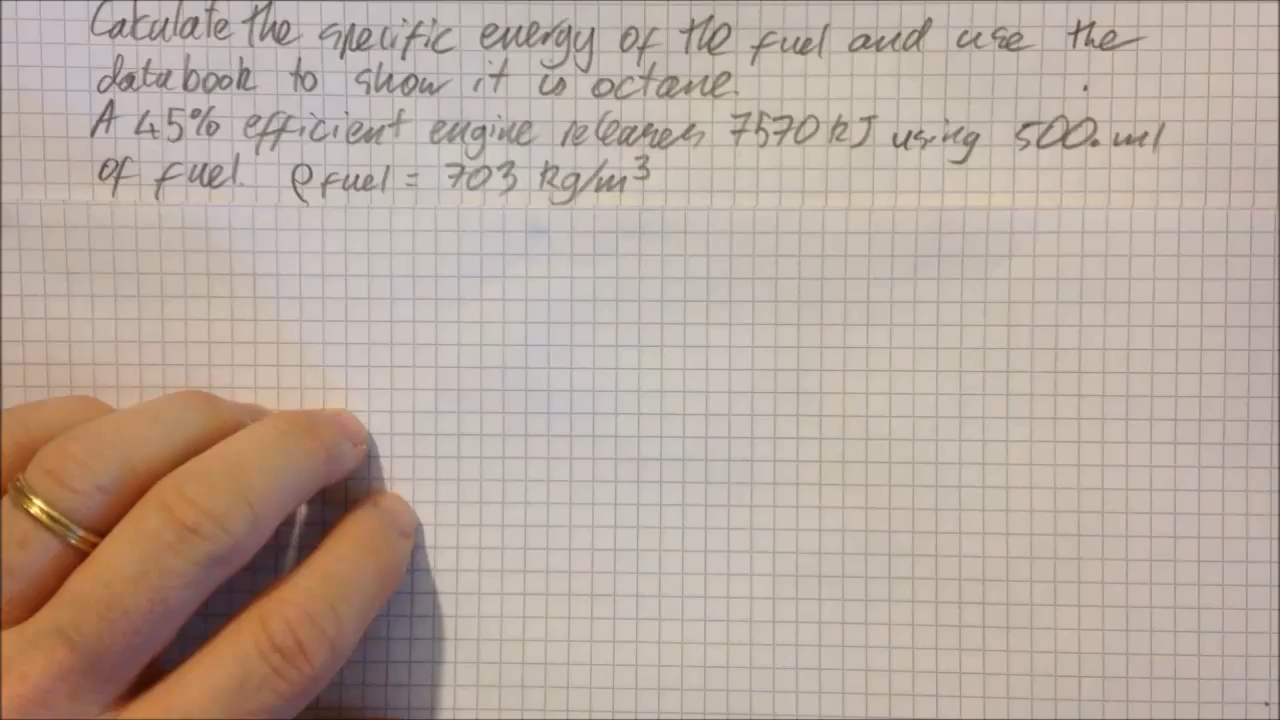 Calculate the specific energy of the fuel and use the
databook to show it is octane.
A 45% efficient engine releases 7570 kJ using 500.ml
of fuel. ρ fuel = 703 kg/m³